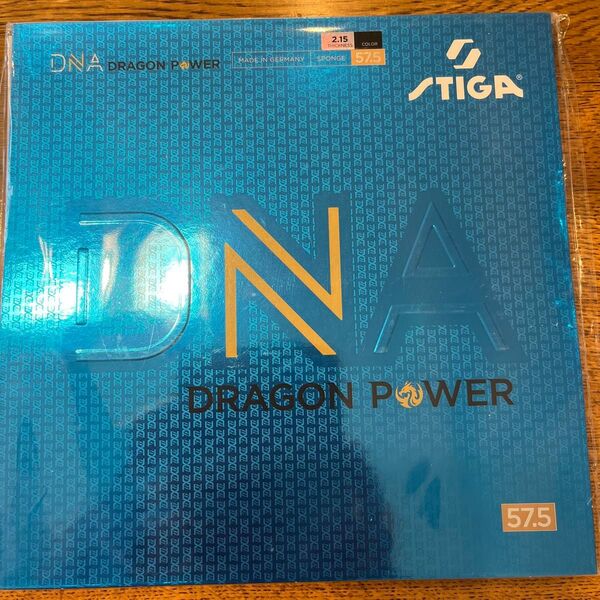 DNA DRAGON POWER
MADE IN GERMANY
SPONGE 57.5
2.15
THICKNESS
COLOR
STIGA®
DNA
DRAGON POWER
57.5